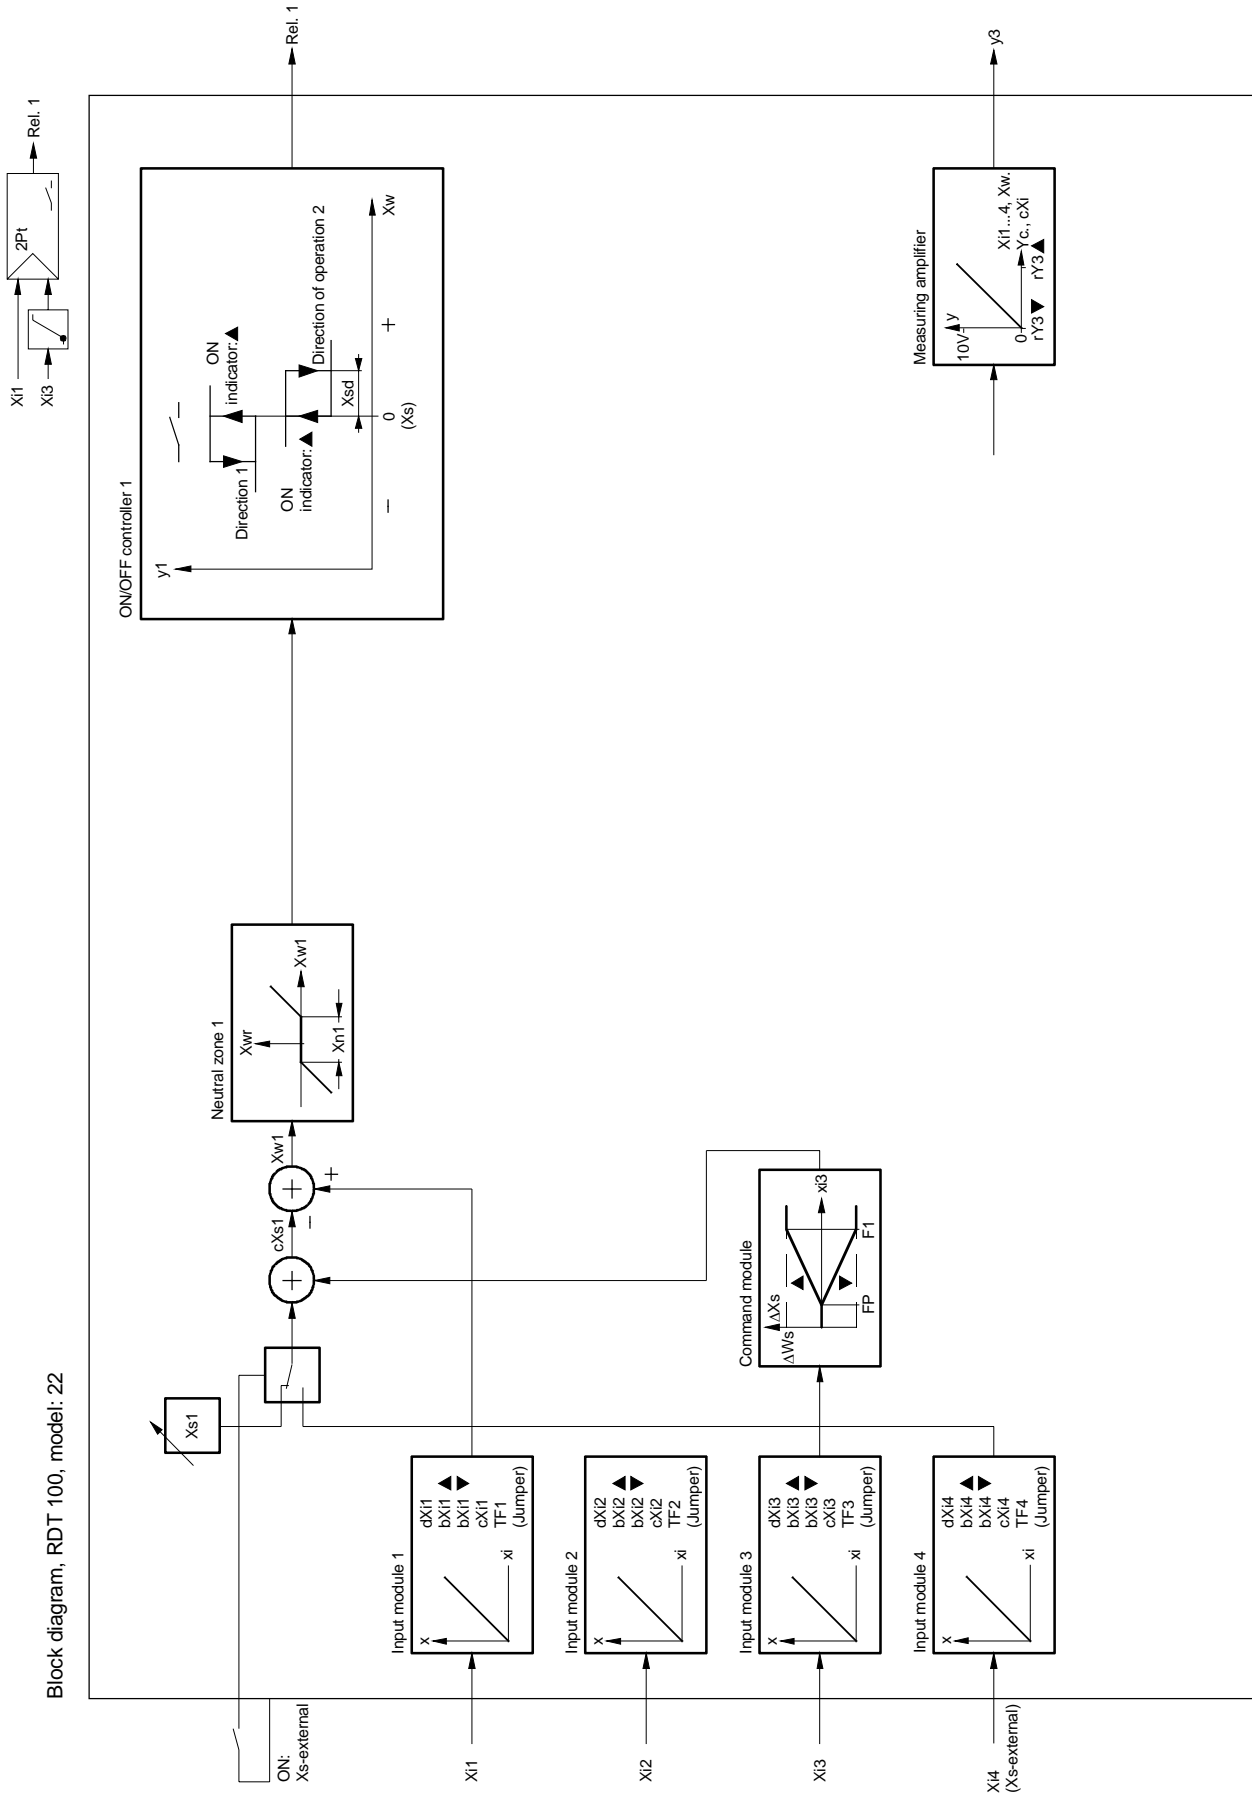 Block diagram, RDT 100, model: 22
Xi1
Xi3
2Pt
Rel. 1
ON:
Xs-external
Xs1
cXs1
Xw1
+
–
+
+
Neutral zone 1
Xwr
Xw1
Xn1
ON/OFF controller 1
y1
Direction 1
ON
indicator:▲
ON
indicator:▲
Direction of operation 2
Xsd
–
0
(Xs)
+
Xw
Rel. 1
Xi1
Input module 1
x
xi
dXi1
bXi1 ▲
bXi1 ▼
cXi1
TF1
(Jumper)
Xi2
Input module 2
x
xi
dXi2
bXi2 ▲
bXi2 ▼
cXi2
TF2
(Jumper)
Xi3
Input module 3
x
xi
dXi3
bXi3 ▲
bXi3 ▼
cXi3
TF3
(Jumper)
Command module
ΔWs
ΔXs
▲
▼
xi3
FP
F1
Xi4
(Xs-external)
Input module 4
x
xi
dXi4
bXi4 ▲
bXi4 ▼
cXi4
TF4
(Jumper)
Measuring amplifier
y
10V
0
Xi1...4, Xw.
Yc., cXi
rY3▼
rY3▲
y3